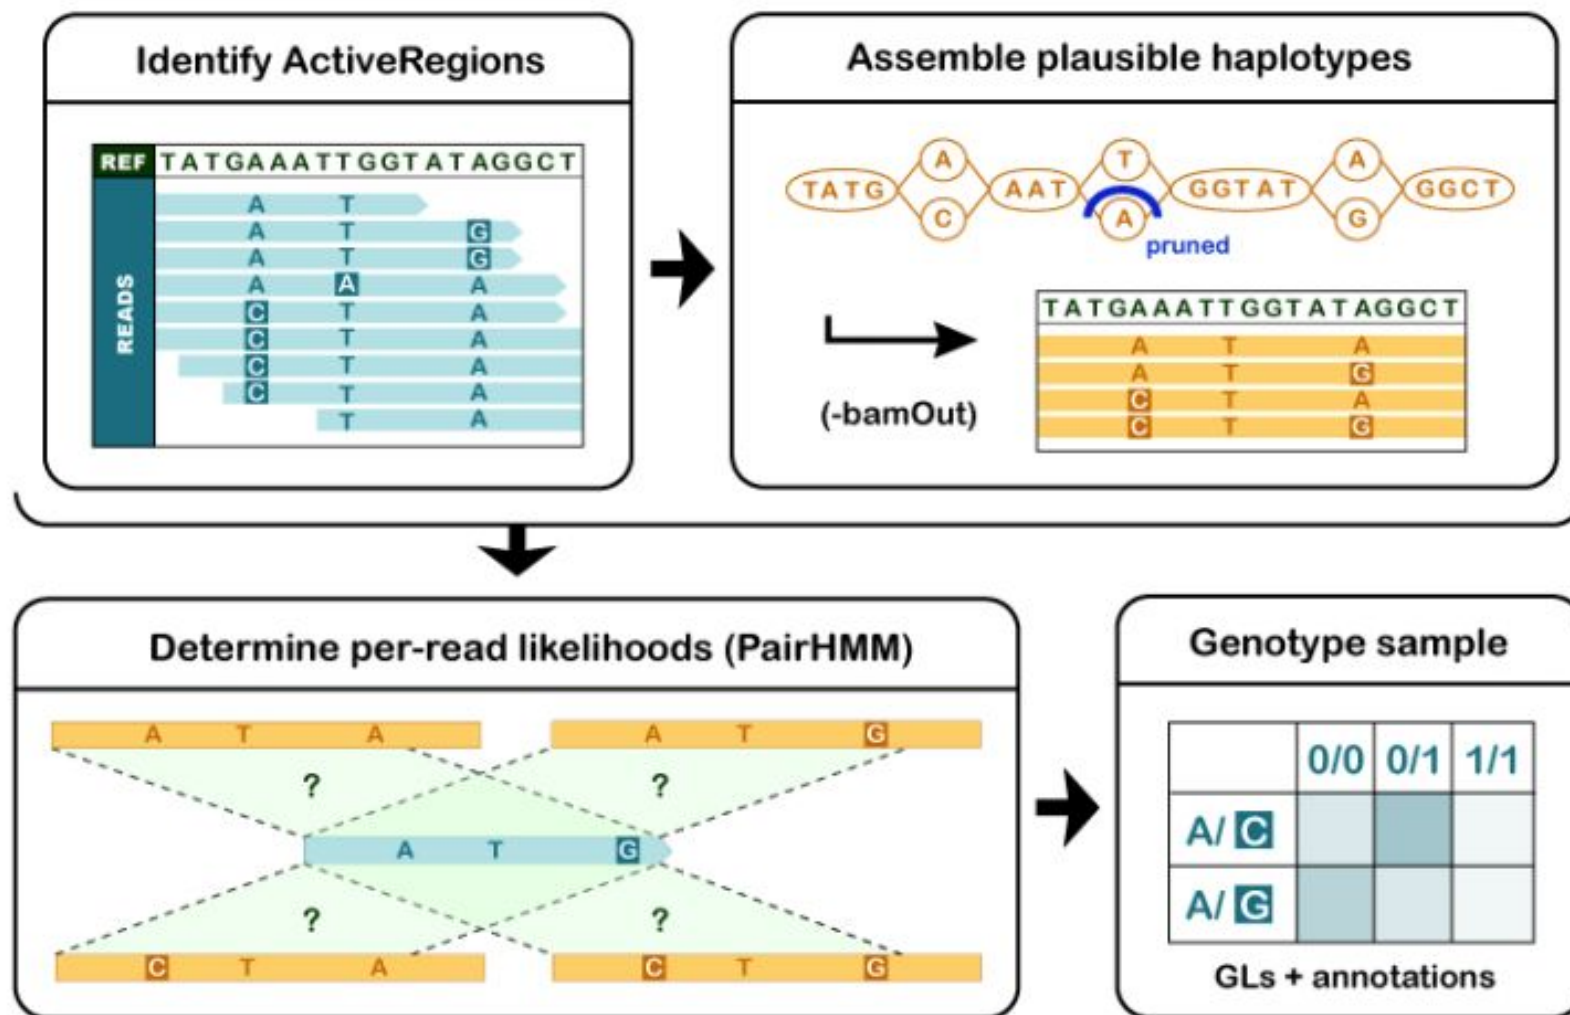 Identify ActiveRegions
REF TATGAAATTGGTATAGGCT
READS
A T
A T G
A T G
A A A
C T A
C T A
C T A
C T A
T A
Assemble plausible haplotypes
A T A
TATG AAT GGTAT GGCT
C A G
pruned
TATGAAATTGGTATAGGCT
A T A
A T G
C T A
C T G
(-bamOut)
Determine per-read likelihoods (PairHMM)
A T A A T G
? ?
A T G
? ?
C T A C T G
Genotype sample
0/0 0/1 1/1
A/ C
A/ G
GLs + annotations